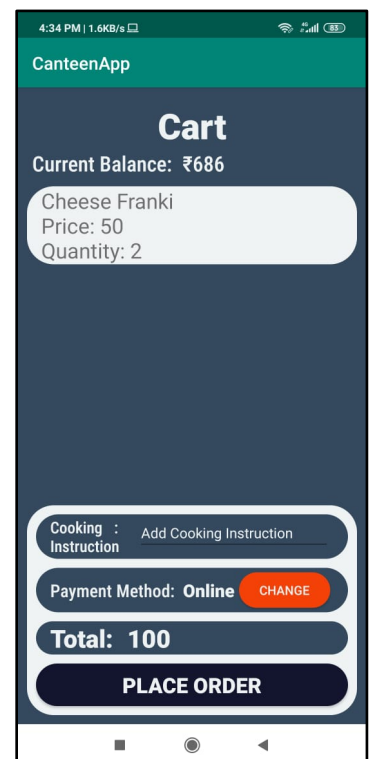 4:34 PM | 1.6KB/s 83
CanteenApp
Cart
Current Balance: ₹686
Cheese Franki
Price: 50
Quantity: 2
Cooking : Add Cooking Instruction
Instruction
Payment Method: Online CHANGE
Total: 100
PLACE ORDER